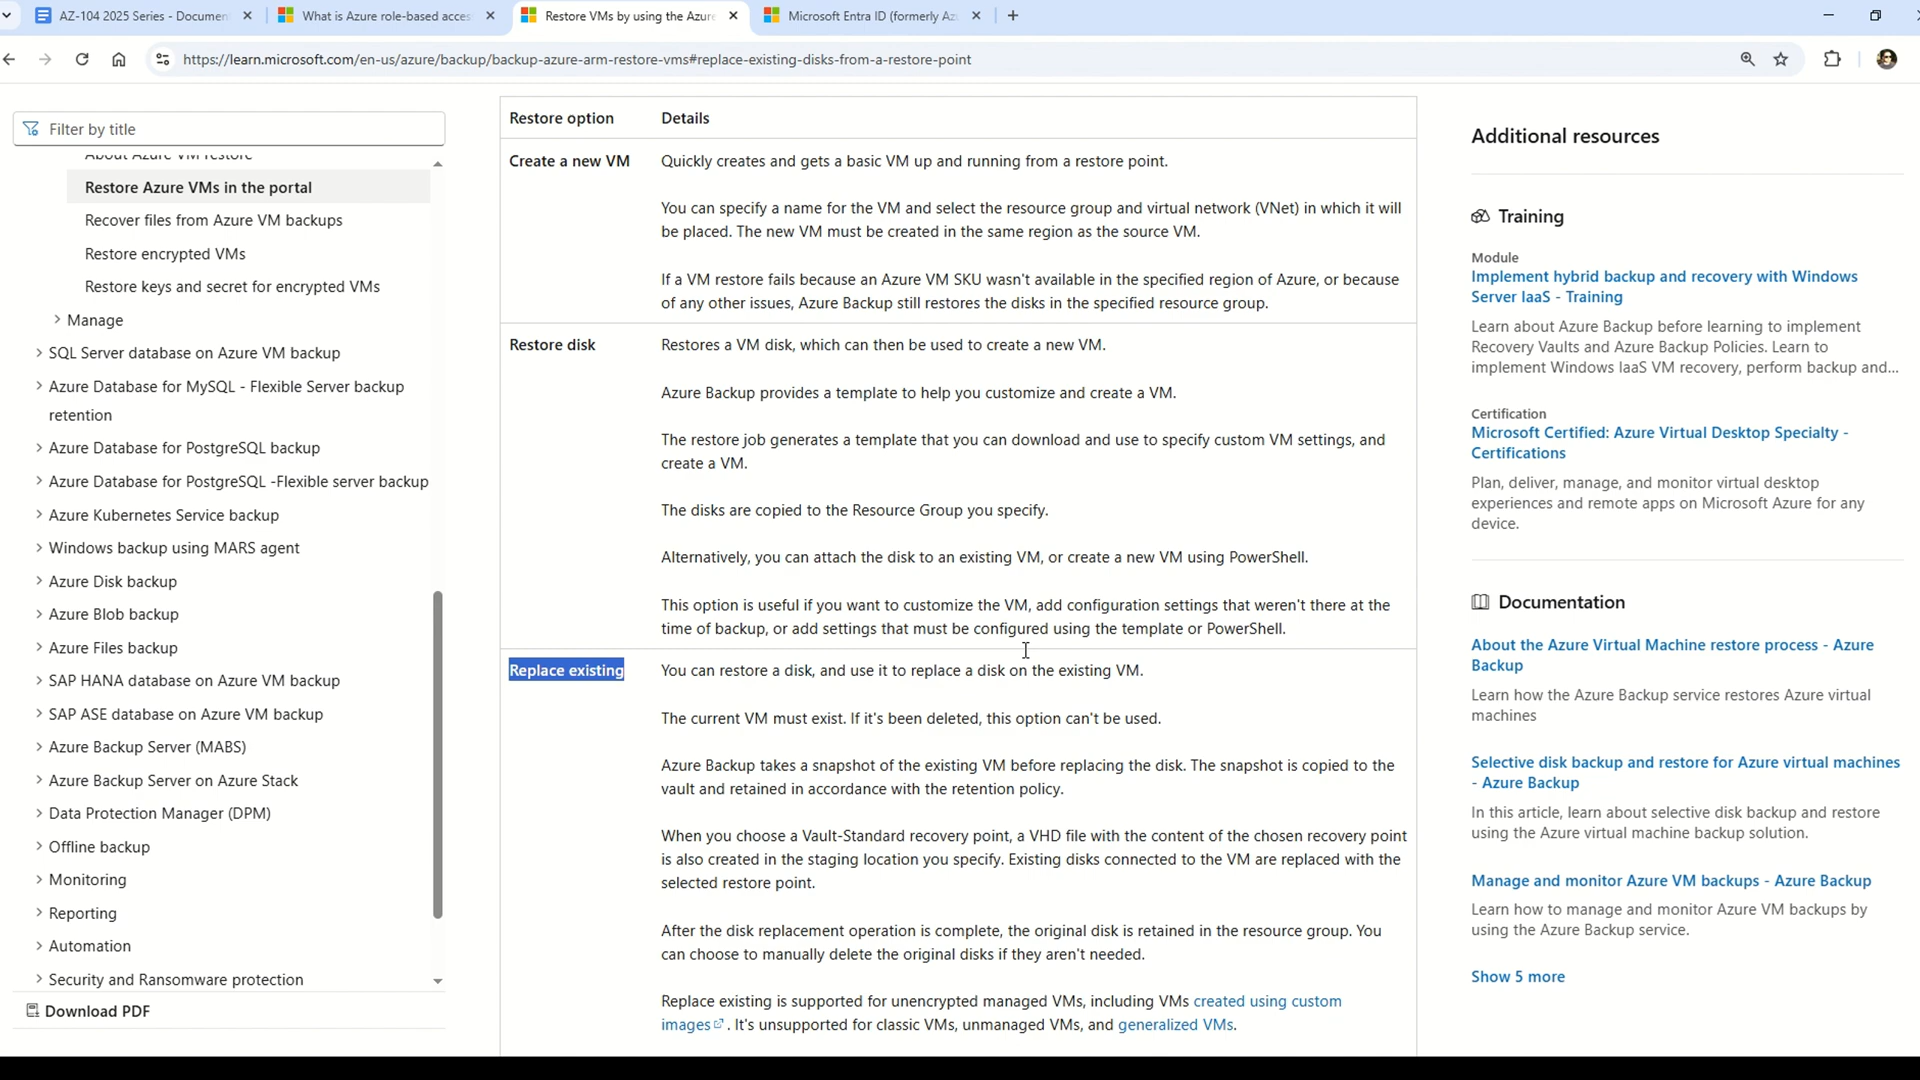 AZ-104 2025 Series - Documen
What is Azure role-based acces
Restore VMs by using the Azure
Microsoft Entra ID (formerly Az
https://learn.microsoft.com/en-us/azure/backup/backup-azure-arm-restore-vms#replace-existing-disks-from-a-restore-point
Filter by title
About Azure VM restore
Restore Azure VMs in the portal
Recover files from Azure VM backups
Restore encrypted VMs
Restore keys and secret for encrypted VMs
Manage
SQL Server database on Azure VM backup
Azure Database for MySQL - Flexible Server backup
retention
Azure Database for PostgreSQL backup
Azure Database for PostgreSQL -Flexible server backup
Azure Kubernetes Service backup
Windows backup using MARS agent
Azure Disk backup
Azure Blob backup
Azure Files backup
SAP HANA database on Azure VM backup
SAP ASE database on Azure VM backup
Azure Backup Server (MABS)
Azure Backup Server on Azure Stack
Data Protection Manager (DPM)
Offline backup
Monitoring
Reporting
Automation
Security and Ransomware protection
Download PDF
Restore option Details
Create a new VM Quickly creates and gets a basic VM up and running from a restore point.
You can specify a name for the VM and select the resource group and virtual network (VNet) in which it will
be placed. The new VM must be created in the same region as the source VM.
If a VM restore fails because an Azure VM SKU wasn't available in the specified region of Azure, or because
of any other issues, Azure Backup still restores the disks in the specified resource group.
Restore disk Restores a VM disk, which can then be used to create a new VM.
Azure Backup provides a template to help you customize and create a VM.
The restore job generates a template that you can download and use to specify custom VM settings, and
create a VM.
The disks are copied to the Resource Group you specify.
Alternatively, you can attach the disk to an existing VM, or create a new VM using PowerShell.
This option is useful if you want to customize the VM, add configuration settings that weren't there at the
time of backup, or add settings that must be configured using the template or PowerShell.
Replace existing You can restore a disk, and use it to replace a disk on the existing VM.
The current VM must exist. If it's been deleted, this option can't be used.
Azure Backup takes a snapshot of the existing VM before replacing the disk. The snapshot is copied to the
vault and retained in accordance with the retention policy.
When you choose a Vault-Standard recovery point, a VHD file with the content of the chosen recovery point
is also created in the staging location you specify. Existing disks connected to the VM are replaced with the
selected restore point.
After the disk replacement operation is complete, the original disk is retained in the resource group. You
can choose to manually delete the original disks if they aren't needed.
Replace existing is supported for unencrypted managed VMs, including VMs created using custom
images. It's unsupported for classic VMs, unmanaged VMs, and generalized VMs.
Additional resources
Training
Module
Implement hybrid backup and recovery with Windows
Server IaaS - Training
Learn about Azure Backup before learning to implement
Recovery Vaults and Azure Backup Policies. Learn to
implement Windows IaaS VM recovery, perform backup and...
Certification
Microsoft Certified: Azure Virtual Desktop Specialty -
Certifications
Plan, deliver, manage, and monitor virtual desktop
experiences and remote apps on Microsoft Azure for any
device.
Documentation
About the Azure Virtual Machine restore process - Azure
Backup
Learn how the Azure Backup service restores Azure virtual
machines
Selective disk backup and restore for Azure virtual machines
- Azure Backup
In this article, learn about selective disk backup and restore
using the Azure virtual machine backup solution.
Manage and monitor Azure VM backups - Azure Backup
Learn how to manage and monitor Azure VM backups by
using the Azure Backup service.
Show 5 more